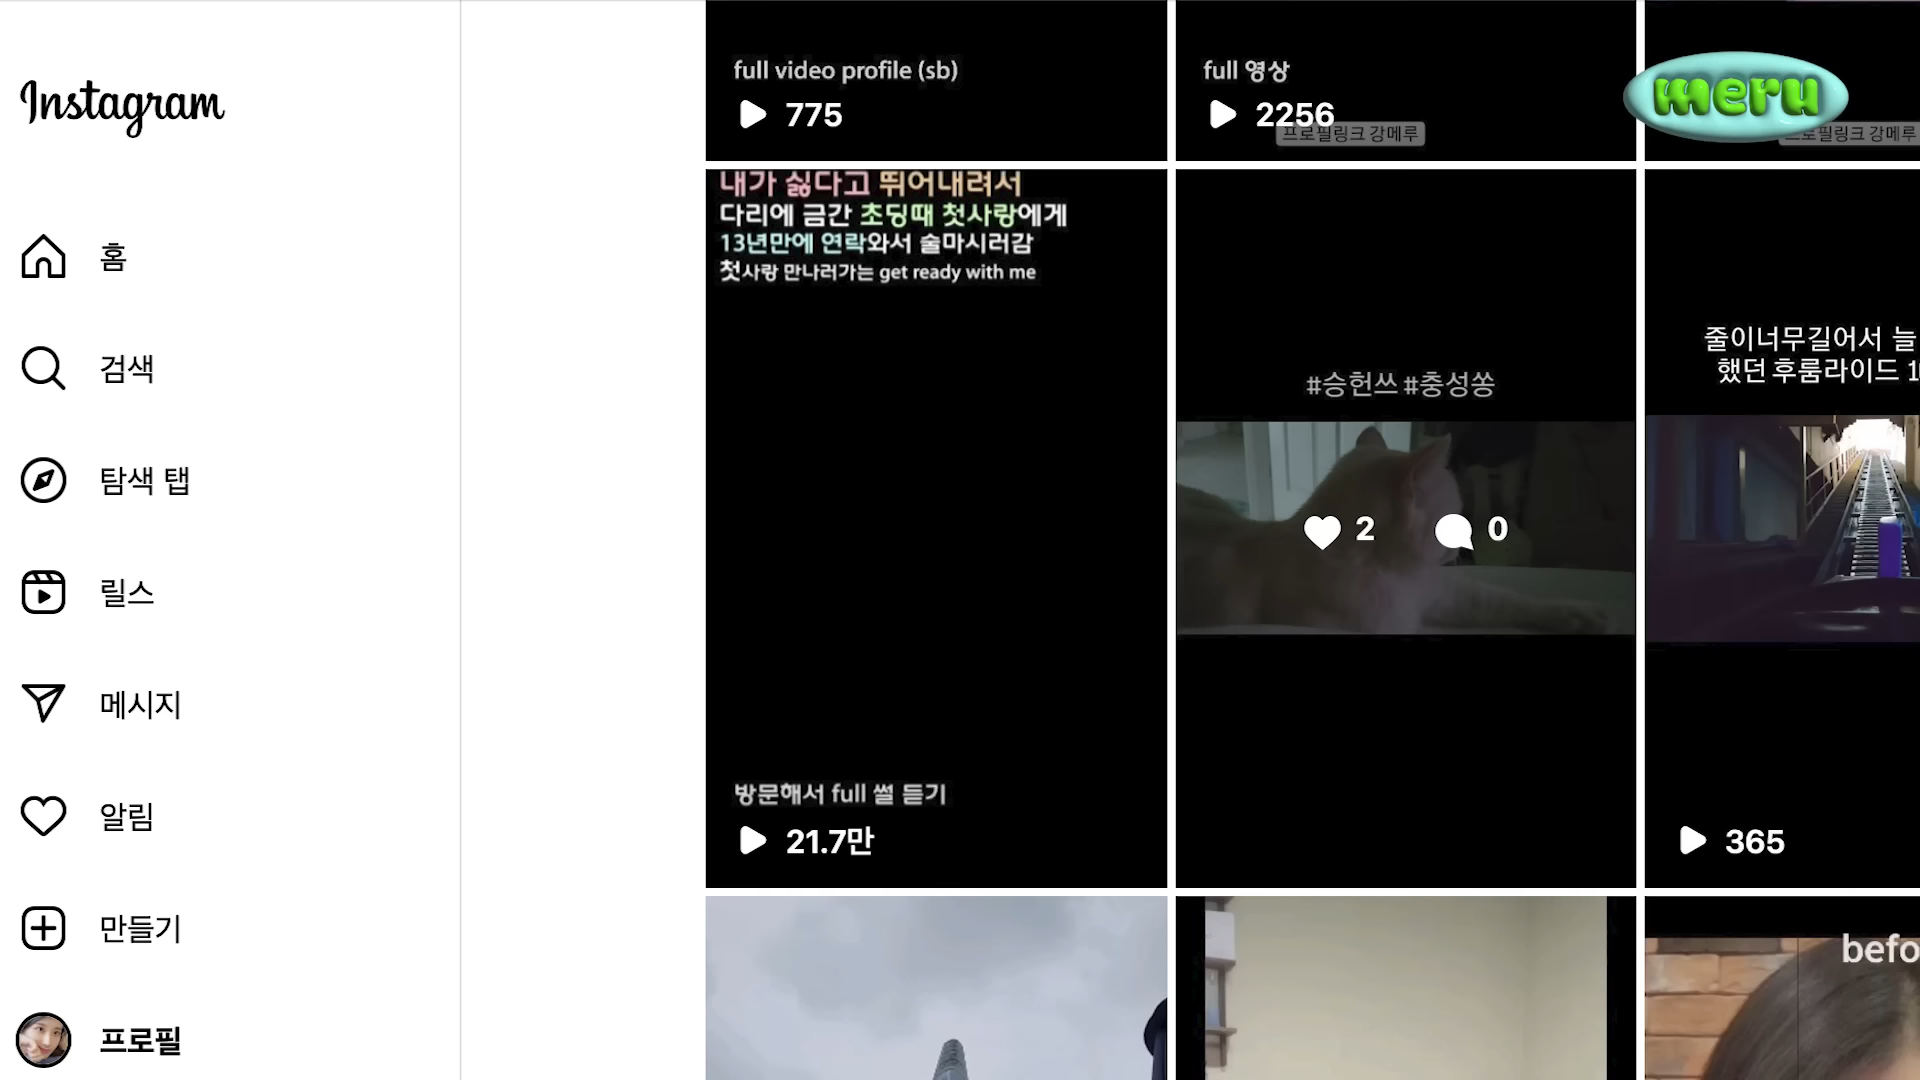 Instagram
홈
검색
탐색 탭
릴스
메시지
알림
만들기
프로필
full video profile (sb)
775
full 영상
2256
프로필링크 강메루
meru
프로필링크 강메루
내가 싫다고 뛰어내려서
다리에 금간 초딩때 첫사랑에게
13년만에 연락와서 술마시러감
첫사랑 만나러가는 get ready with me
방문해서 full 썰 듣기
21.7만
#승헌쓰 #충성쏭
2
0
줄이너무길어서 늘
했던 후룸라이드 1
365
befo